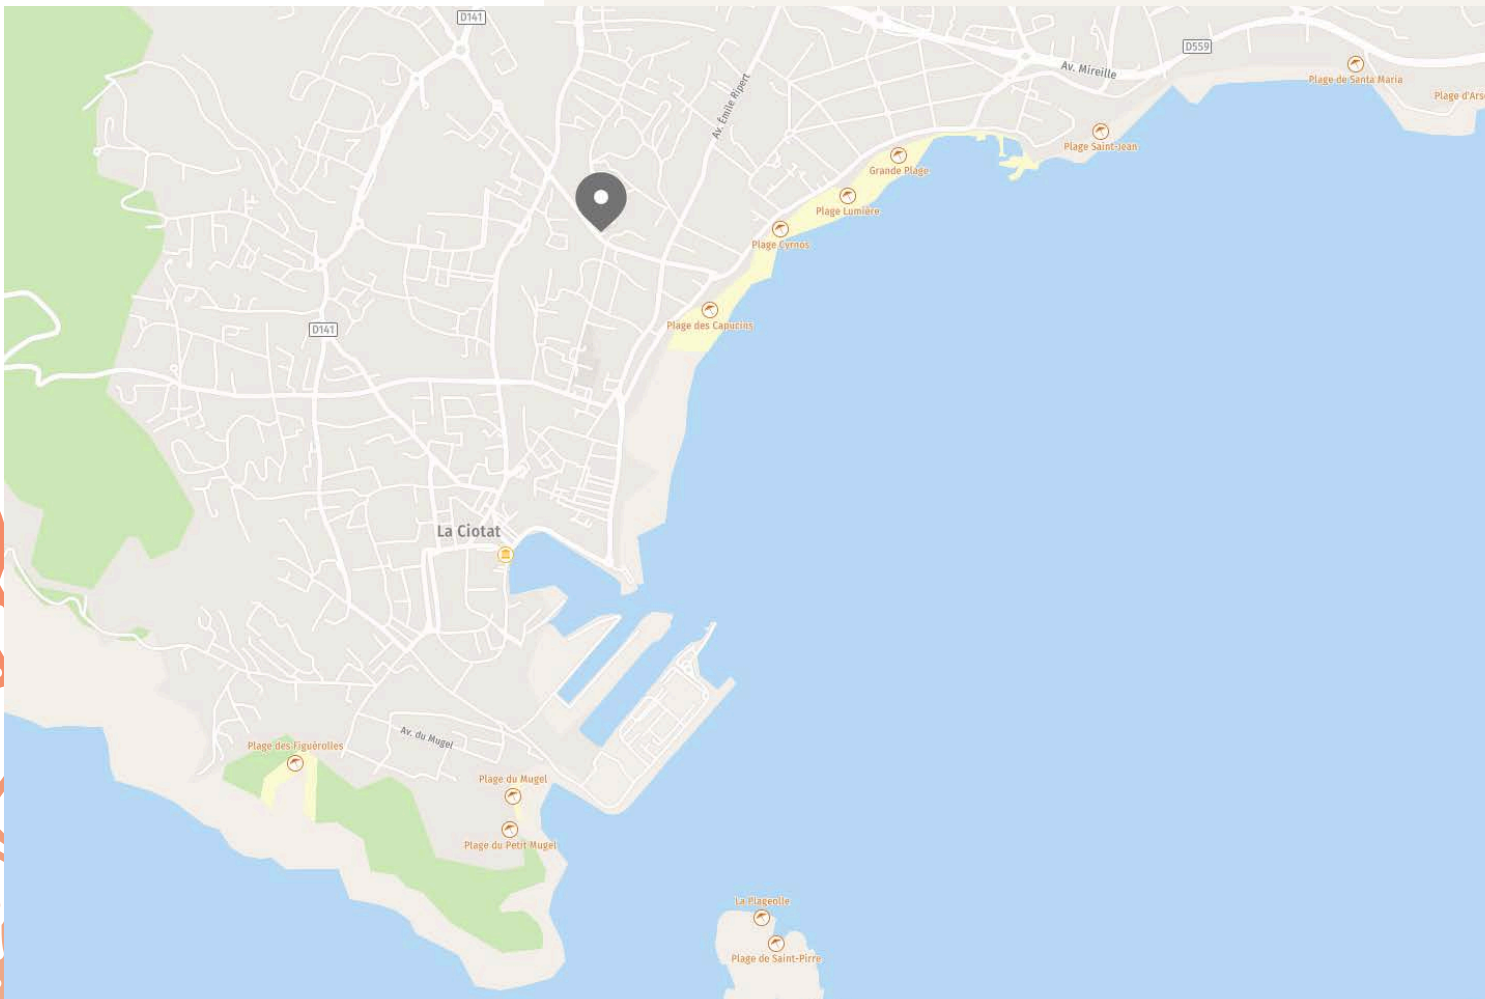 D141
D559
Av. Mireille
Plage de Santa Maria
Plage d'Ars
Av. Émile Ripert
Plage Saint-Jean
Grande Plage
Plage Lumière
Plage Cyrnos
Plage des Capucins
D141
La Ciotat
Av. du Mugel
Plage des Figuérolles
Plage du Mugel
Plage du Petit Mugel
La Plageolle
Plage de Saint-Pirre